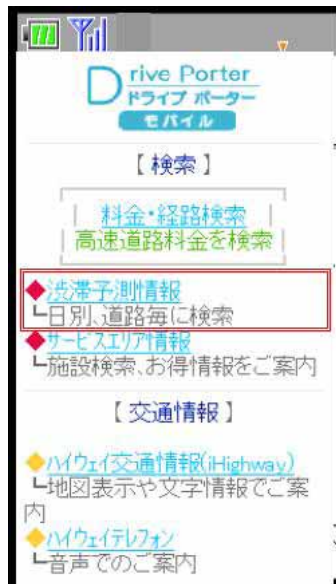 Drive Porter
ドライブ ポーター
モバイル
【 検索 】
料金・経路検索
高速道路料金を検索
◆渋滞予測情報
┗日別、道路毎に検索
◆サービスエリア情報
┗施設検索、お得情報をご案内
【 交通情報 】
◆ハイウェイ交通情報(iHighway)
┗地図表示や文字情報でご案
内
◆ハイウェイテレフォン
┗音声でのご案内